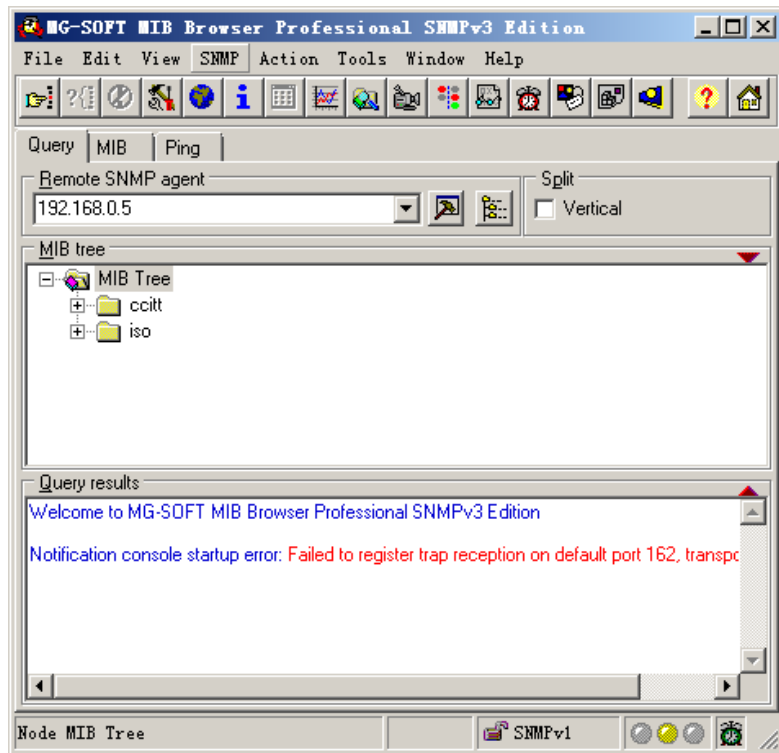 MG-SOFT MIB Browser Professional SNMPv3 Edition
File Edit View SNMP Action Tools Window Help
Query MIB Ping
Remote SNMP agent
Split
192.168.0.5
Vertical
MIB tree
MIB Tree
ccitt
iso
Query results
Welcome to MG-SOFT MIB Browser Professional SNMPv3 Edition
Notification console startup error: Failed to register trap reception on default port 162, transpo
Node MIB Tree
SNMPv1